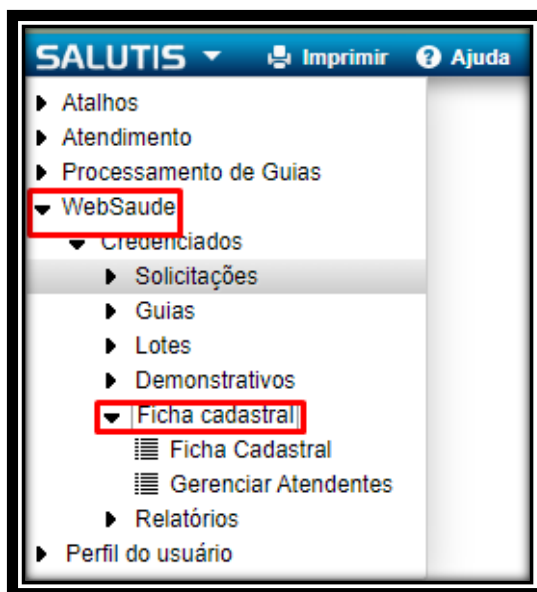 SALUTIS Imprimir Ajuda
Atalhos
Atendimento
Processamento de Guias
WebSaude
Credenciados
Solicitações
Guias
Lotes
Demonstrativos
Ficha cadastral
Ficha Cadastral
Gerenciar Atendentes
Relatórios
Perfil do usuário